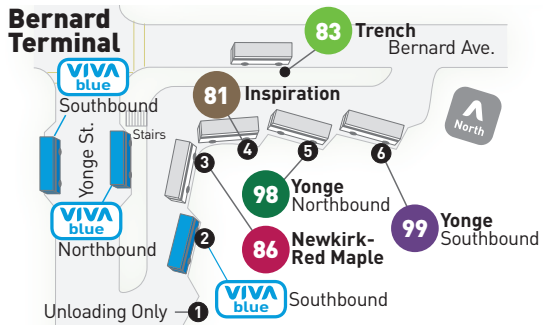 Bernard
Terminal
83 Trench
Bernard Ave.
VIVA
blue
Southbound
81 Inspiration
North
Yonge St.
Stairs
3
4
5
6
98 Yonge
Northbound
VIVA
blue
Northbound
86 Newkirk-
Red Maple
99 Yonge
Southbound
2
VIVA
blue
Southbound
Unloading Only
1